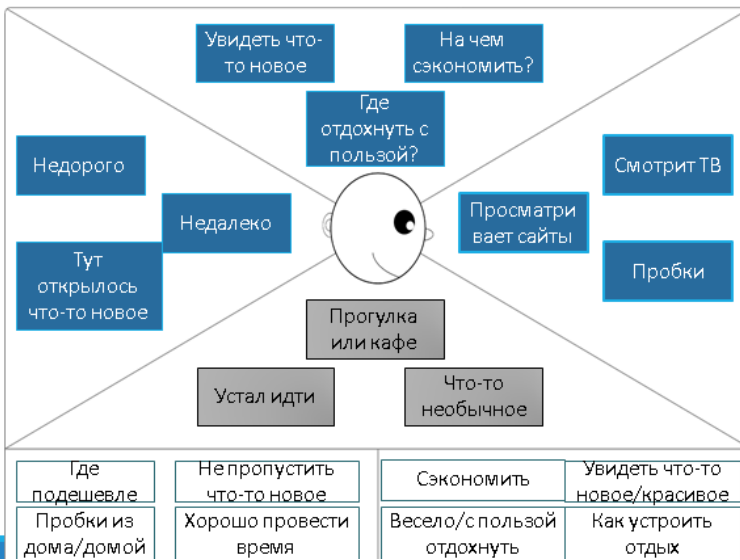 Увидеть что-
то новое
На чем
сэкономить?
Где
отдохнуть с
пользой?
Недорого
Недалеко
Тут
открылось
что-то новое
Смотрит ТВ
Просматри
вает сайты
Пробки
Прогулка
или кафе
Устал идти
Что-то
необычное
Где
подешевле
Не пропустить
что-то новое
Сэкономить
Увидеть что-то
новое/красивое
Пробки из
дома/домой
Хорошо провести
время
Весело/с пользой
отдохнуть
Как устроить
отдых